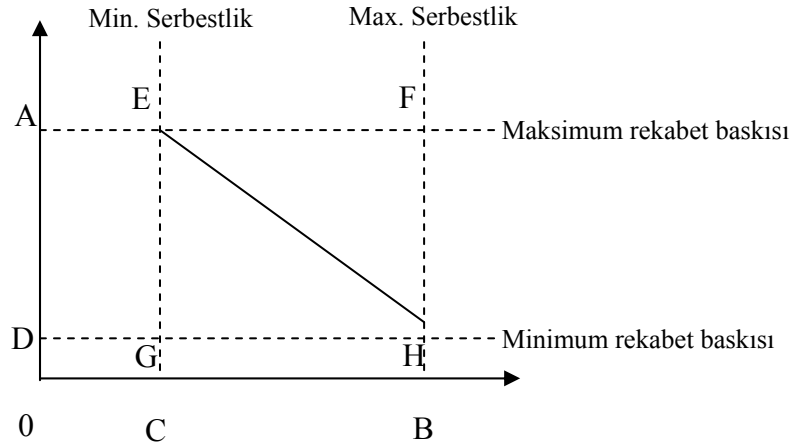 Min. Serbestlik
Max. Serbestlik
E
F
A
Maksimum rekabet baskısı
D
G
H
Minimum rekabet baskısı
0
C
B